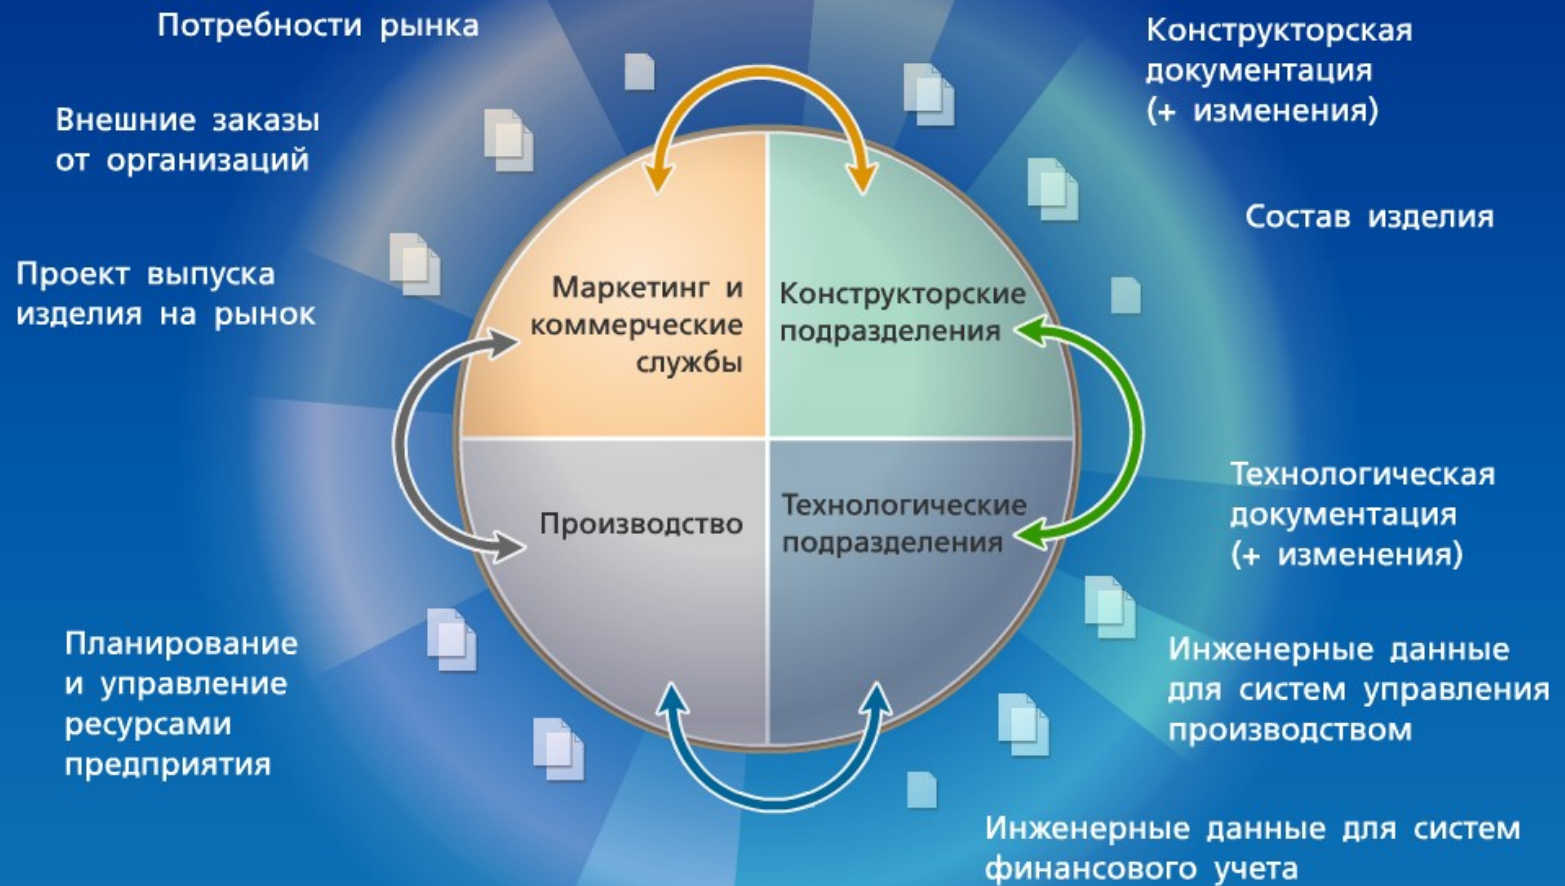 Потребности рынка
Внешние заказы
от организаций
Проект выпуска
изделия на рынок
Конструкторская
документация
(+ изменения)
Состав изделия
Маркетинг и
коммерческие
службы
Конструкторские
подразделения
Производство
Технологические
подразделения
Технологическая
документация
(+ изменения)
Планирование
и управление
ресурсами
предприятия
Инженерные данные
для систем управления
производством
Инженерные данные для систем
финансового учета